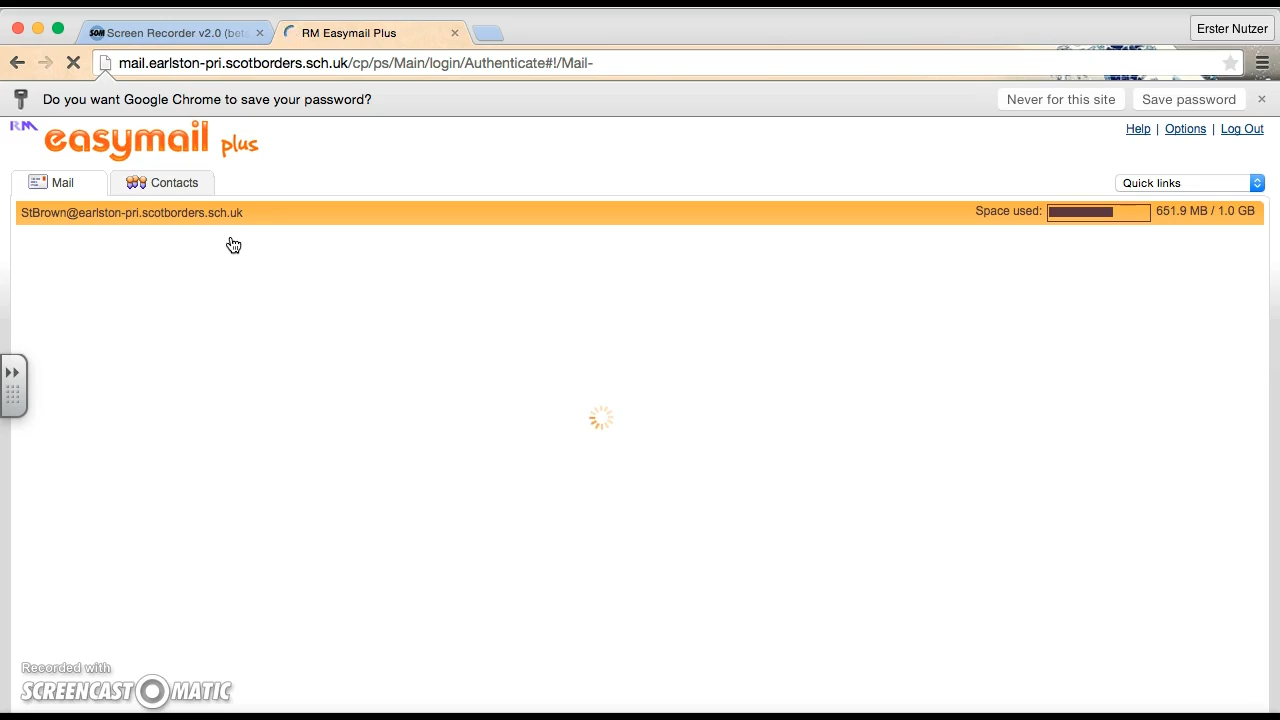 Screen Recorder v2.0 (beta
RM Easymail Plus
Erster Nutzer
mail.earlston-pri.scotborders.sch.uk/cp/ps/Main/login/Authenticate#!/Mail-
Do you want Google Chrome to save your password?
Never for this site
Save password
RM easymail plus
Help | Options | Log Out
Mail
Contacts
Quick links
StBrown@earlston-pri.scotborders.sch.uk
Space used: 651.9 MB / 1.0 GB
Recorded with
SCREENCAST-O-MATIC